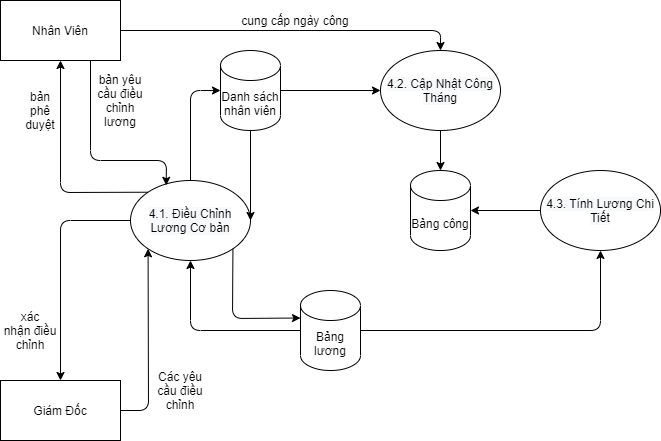 cung cấp ngày công
Nhân Viên
bản phê
duyệt
bản yêu
cầu điều
chỉnh
lương
Danh sách
nhân viên
4.2. Cập Nhật Công
Tháng
4.1. Điều Chỉnh
Lương Cơ bản
Bảng công
4.3. Tính Lương Chi
Tiết
xác
nhận điều
chỉnh
Bảng
lương
Các yêu
cầu điều
chỉnh
Giám Đốc